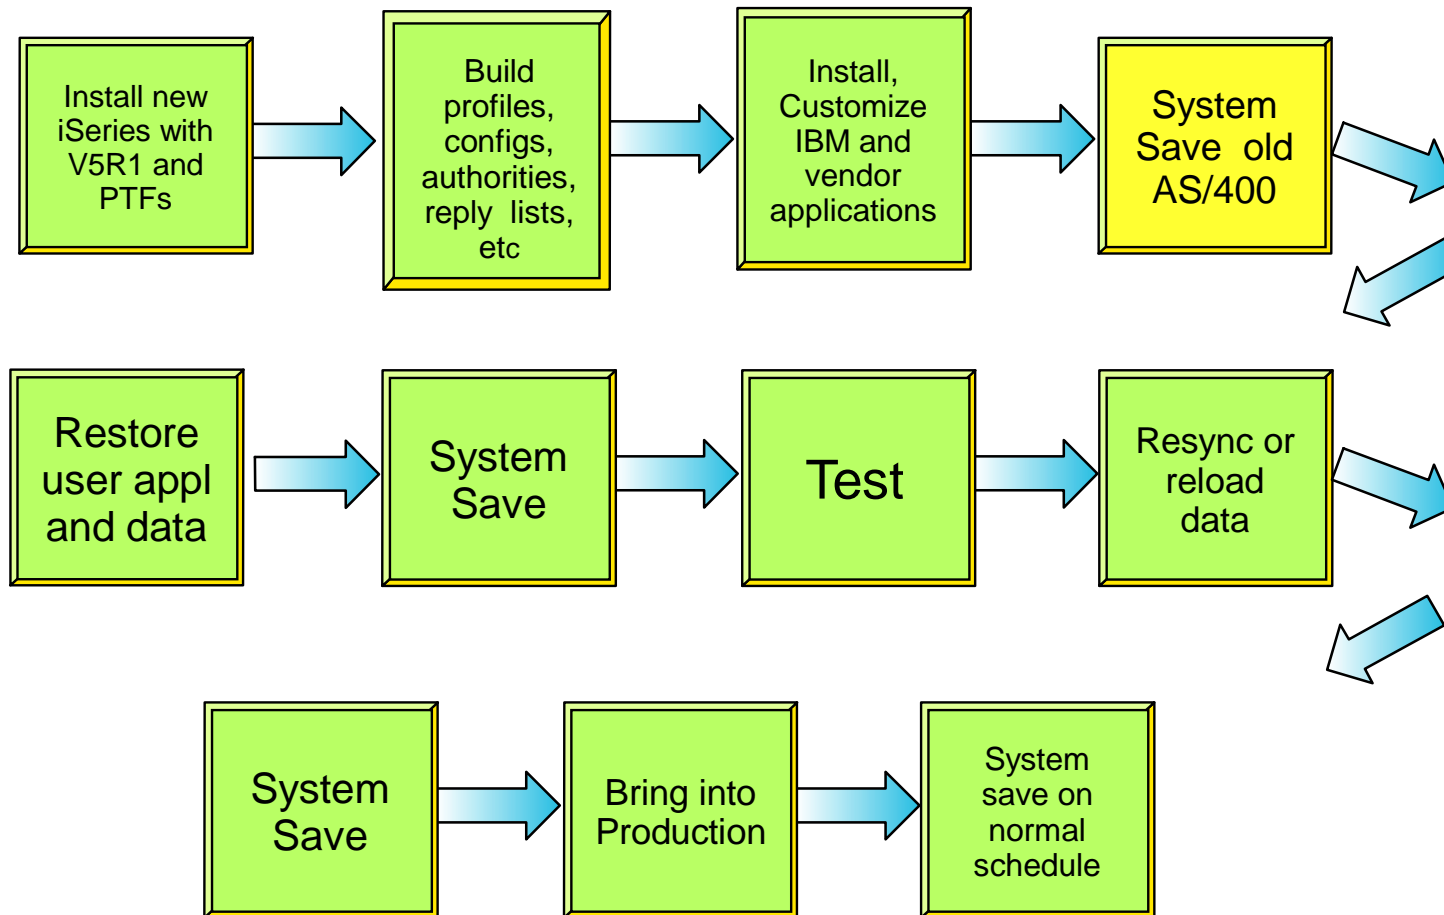 Install new
iSeries with
V5R1 and
PTFs
Build
profiles,
configs,
authorities,
reply lists,
etc
Install,
Customize
IBM and
vendor
applications
System
Save old
AS/400
Restore
user appl
and data
System
Save
Test
Resync or
reload
data
System
Save
Bring into
Production
System
save on
normal
schedule